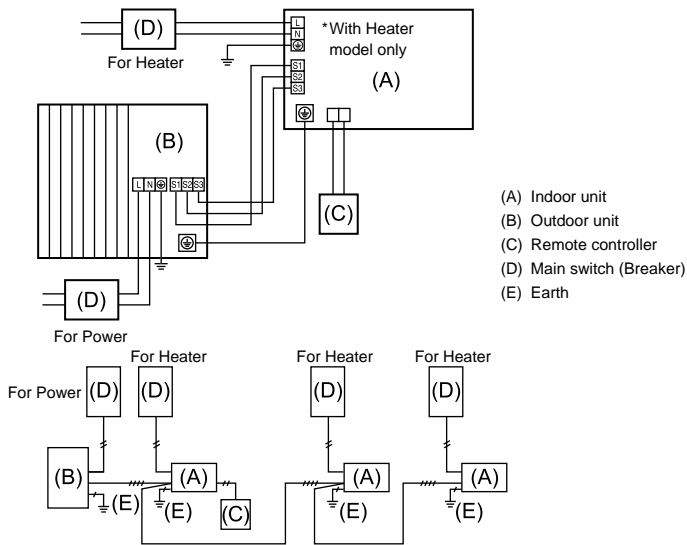 (D)
For Heater
L
N
S1
S2
S3
*With Heater
model only
(A)
(B)
L N S1 S2 S3
(C)
(D)
For Power
(A) Indoor unit
(B) Outdoor unit
(C) Remote controller
(D) Main switch (Breaker)
(E) Earth
For Heater For Heater For Heater
For Power (D) (D) (D) (D)
(B) (A) (A) (A)
(E) (E) (C) (E) (E)